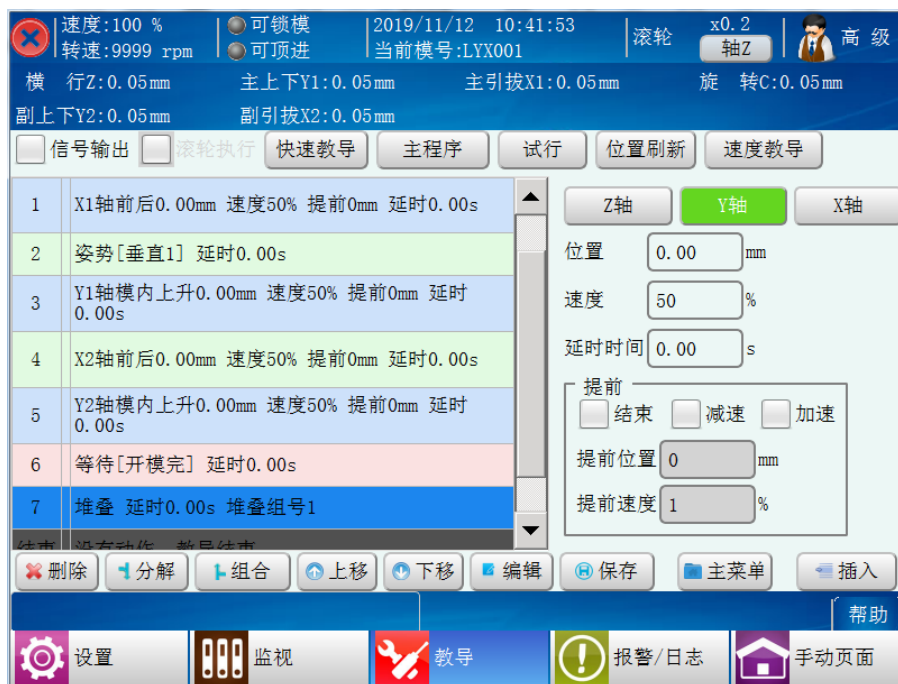 速度:100 % 可锁模 2019/11/12 10:41:53 滚轮 x0.2 高 级
转速:9999 rpm 可顶进 当前模号:LYX001 轴Z
横 行Z:0.05mm 主上下Y1:0.05mm 主引拔X1:0.05mm 旋 转C:0.05mm
副上下Y2:0.05mm 副引拔X2:0.05mm
信号输出 滚轮执行 快速教导 主程序 试行 位置刷新 速度教导
1 X1轴前后0.00mm 速度50% 提前0mm 延时0.00s
2 姿势[垂直1] 延时0.00s
3 Y1轴模内上升0.00mm 速度50% 提前0mm 延时
0.00s
4 X2轴前后0.00mm 速度50% 提前0mm 延时0.00s
5 Y2轴模内上升0.00mm 速度50% 提前0mm 延时
0.00s
6 等待[开模完] 延时0.00s
7 堆叠 延时0.00s 堆叠组号1
结束 没有动作, 教导结束
Z轴 Y轴 X轴
位置 0.00 mm
速度 50 %
延时时间 0.00 s
提前
结束 减速 加速
提前位置 0 mm
提前速度 1 %
删除 分解 组合 上移 下移 编辑 保存 主菜单 插入
帮助
设置 监视 教导 报警/日志 手动页面